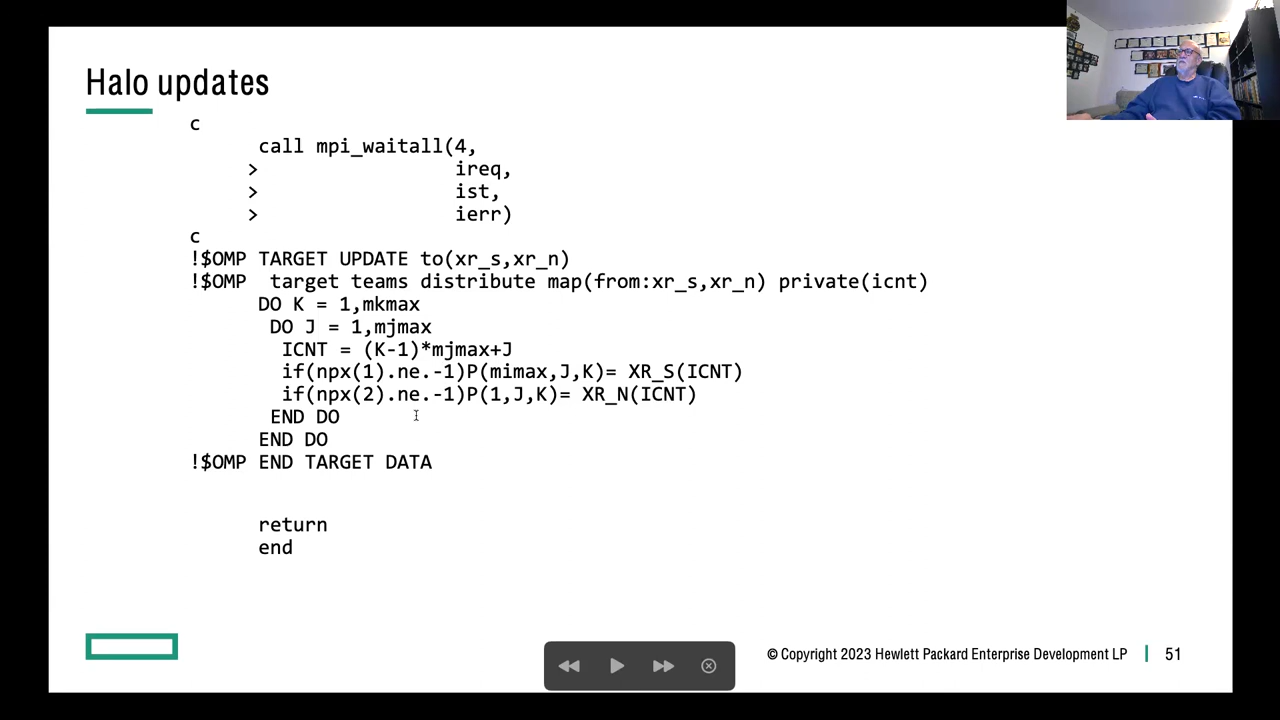 Halo updates
c
call mpi_waitall(4,
> ireq,
> ist,
> ierr)
c
!$OMP TARGET UPDATE to(xr_s,xr_n)
!$OMP target teams distribute map(from:xr_s,xr_n) private(icnt)
DO K = 1,mkmax
DO J = 1,mjmax
ICNT = (K-1)*mjmax+J
if(npx(1).ne.-1)P(mimax,J,K)= XR_S(ICNT)
if(npx(2).ne.-1)P(1,J,K)= XR_N(ICNT)
END DO
END DO
!$OMP END TARGET DATA
return
end
© Copyright 2023 Hewlett Packard Enterprise Development LP | 51